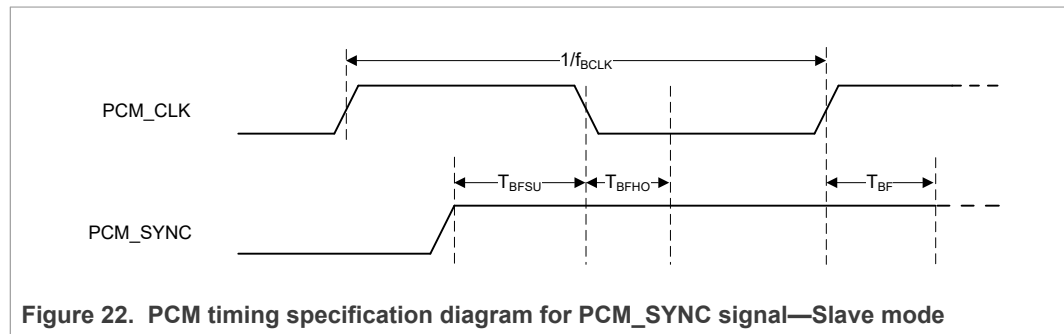 1/fBCLK
PCM_CLK
TBFSU
TBFHO
TBF
PCM_SYNC
Figure 22. PCM timing specification diagram for PCM_SYNC signal—Slave mode